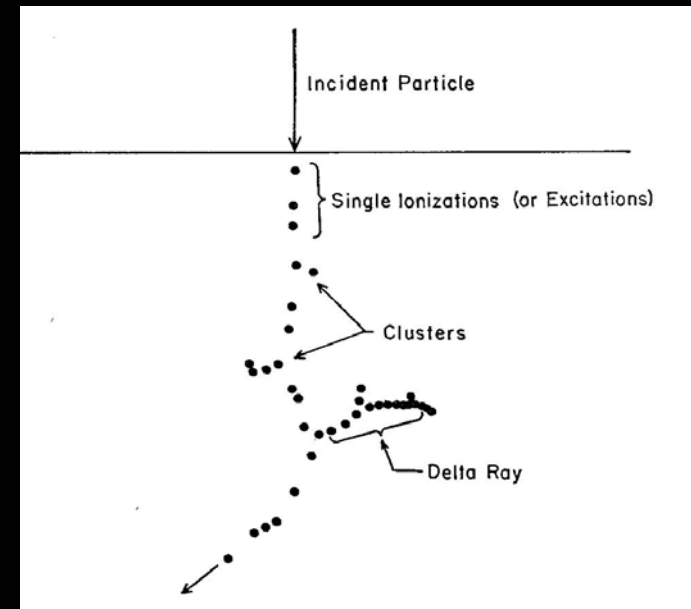 Incident Particle
Single Ionizations (or Excitations)
Clusters
Delta Ray